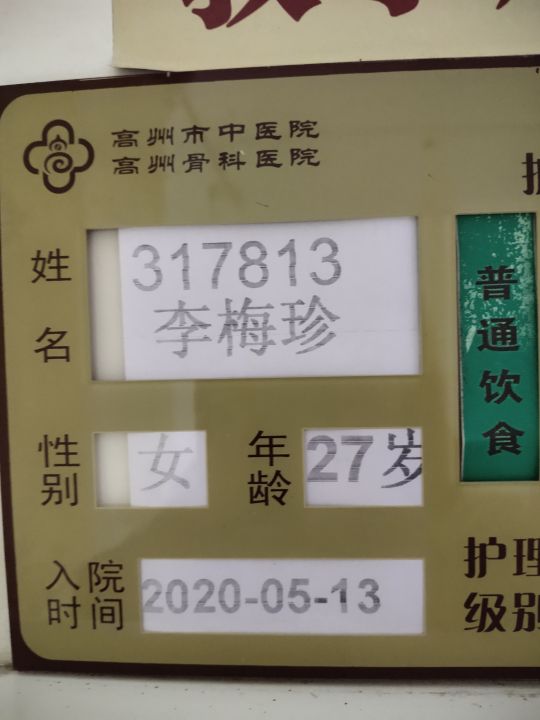 高州市中医院
高州骨科医院
姓名
317813
李梅珍
普通饮食
性别
女
年龄
27岁
入院时间
2020-05-13
护理级别